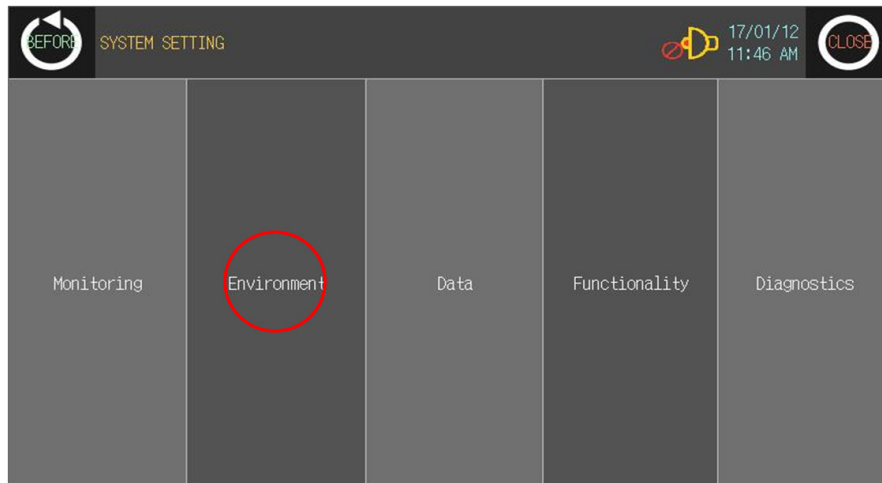 BEFORE
SYSTEM SETTING
17/01/12
11:46 AM
CLOSE
Monitoring
Environment
Data
Functionality
Diagnostics